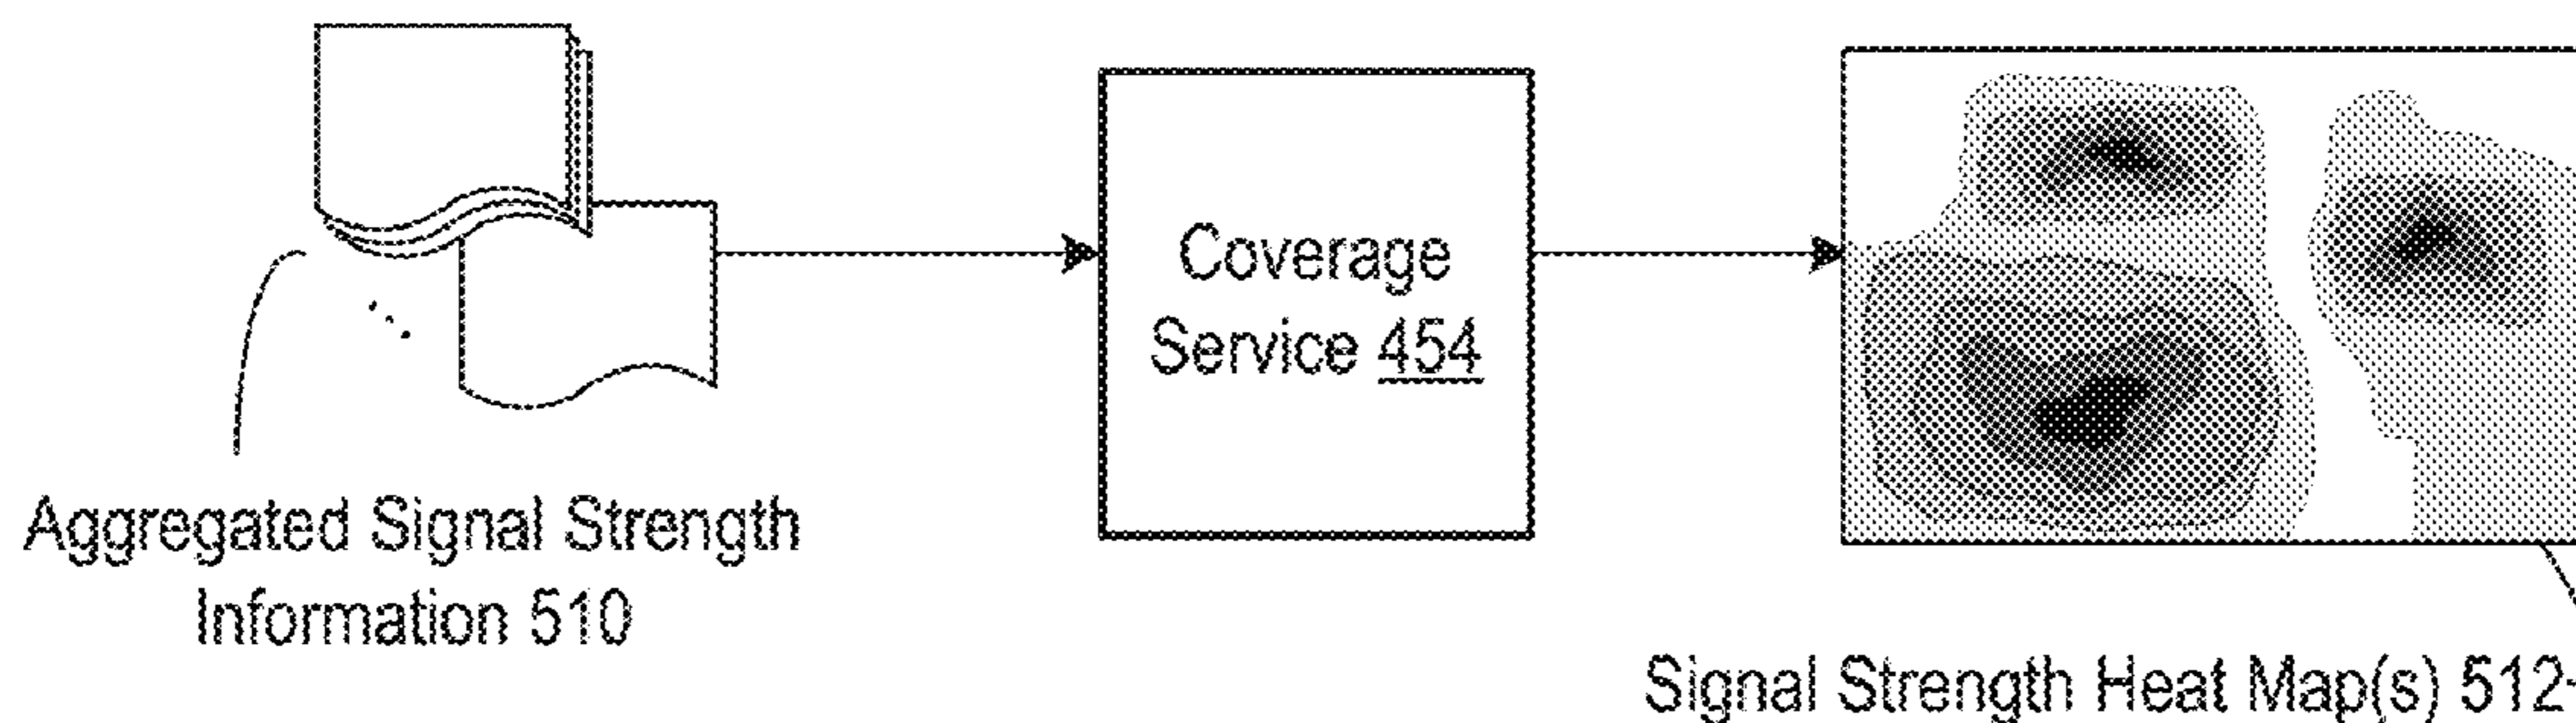 Coverage
Service 454
Aggregated Signal Strength
Information 510
Signal Strength Heat Map(s) 512